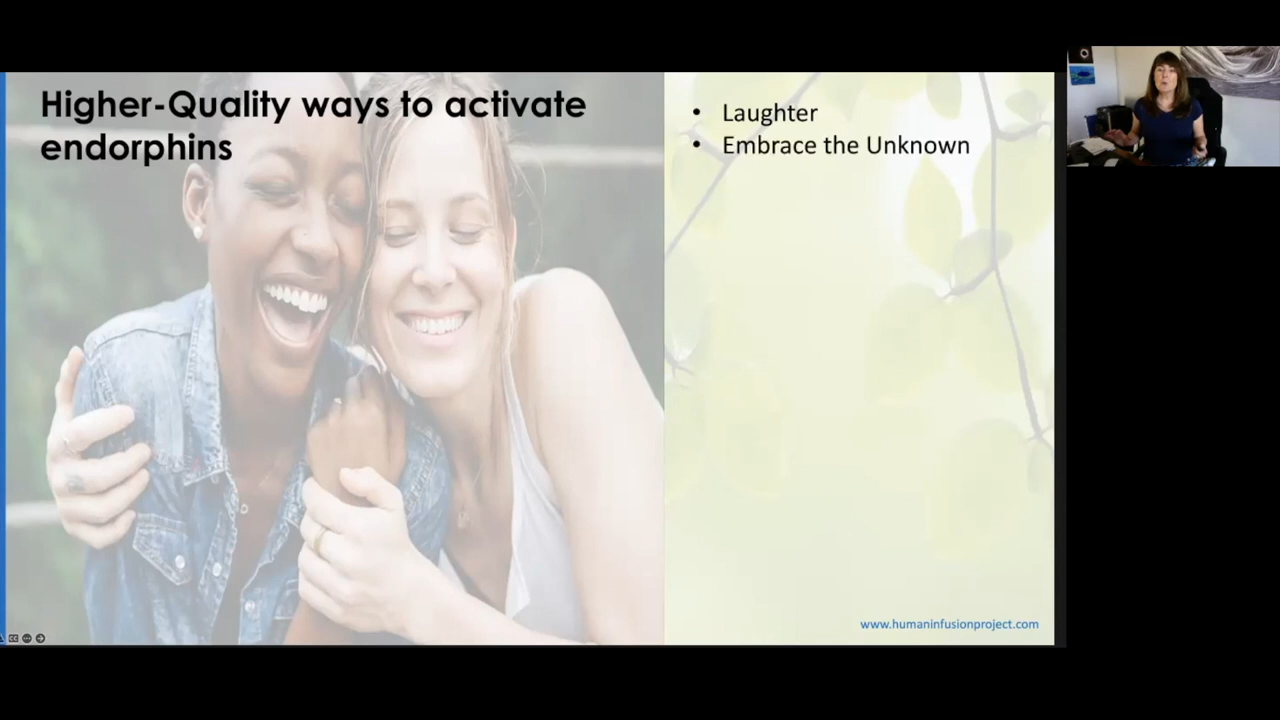 Higher-Quality ways to activate
endorphins
• Laughter
• Embrace the Unknown
www.humaninfusionproject.com